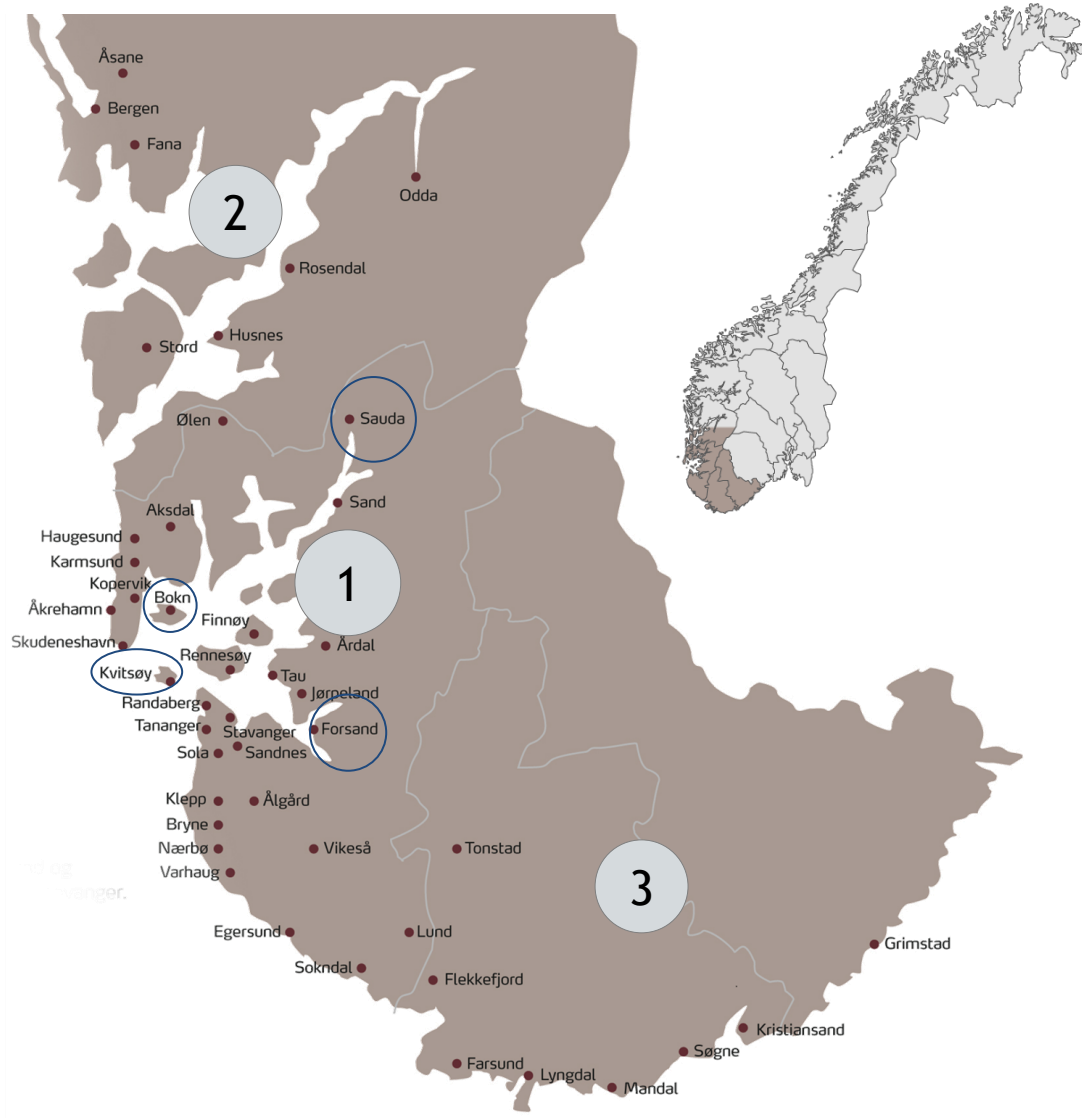 Åsane
Bergen
Fana
Odda
2
Rosendal
Husnes
Stord
Sauda
Ølen
Sand
Aksdal
Haugesund
Karmsund
1
Kopervik
Bokn
Åkrehamn
Finnøy
Skudeneshavn
Årdal
Rennesøy
Kvitsøy
Tau
Jørpeland
Randaberg
Tananger
Stavanger
Forsand
Sola
Sandnes
Klepp
Ålgård
Bryne
Nærbø
Vikeså
Tonstad
Varhaug
3
Egersund
Lund
Grimstad
Sokndal
Flekkefjord
Kristiansand
Søgne
Farsund
Lyngdal
Mandal